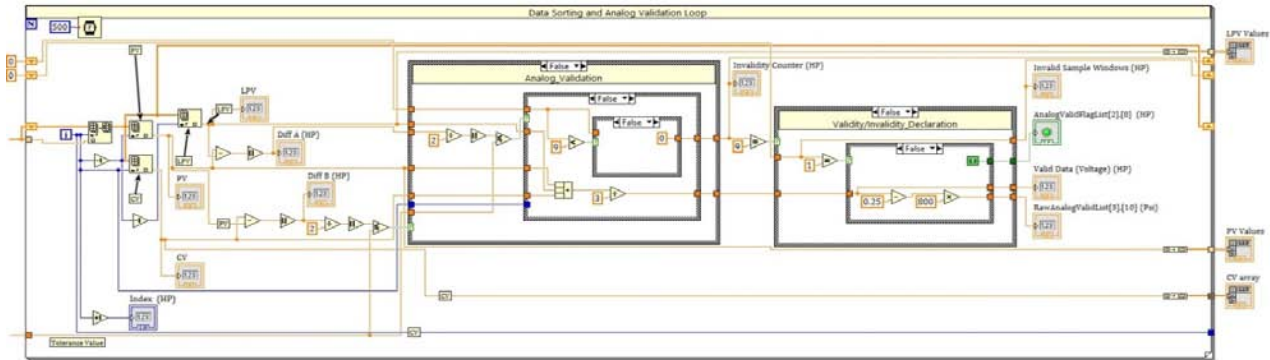 Data Sorting and Analog Validation Loop
N
500
LPV Values
0
0
PV
False
Analog_Validation
Invalidity Counter (HP)
Invalid Sample Windows (HP)
LPV
LPV
False
False
False
Validity/Invalidity_Declaration
AnalogValidFlagList[2],[8] (HP)
Diff A (HP)
2
9
0
9
1
False
i
LPV
CV
PV
Diff B (HP)
PV
2
3
0.25
800
Valid Data (Voltage) (HP)
RawAnalogValidList[3],[10] (Psi)
PV Values
CV
CV array
CV
Index (HP)
CV
Tolerance Value